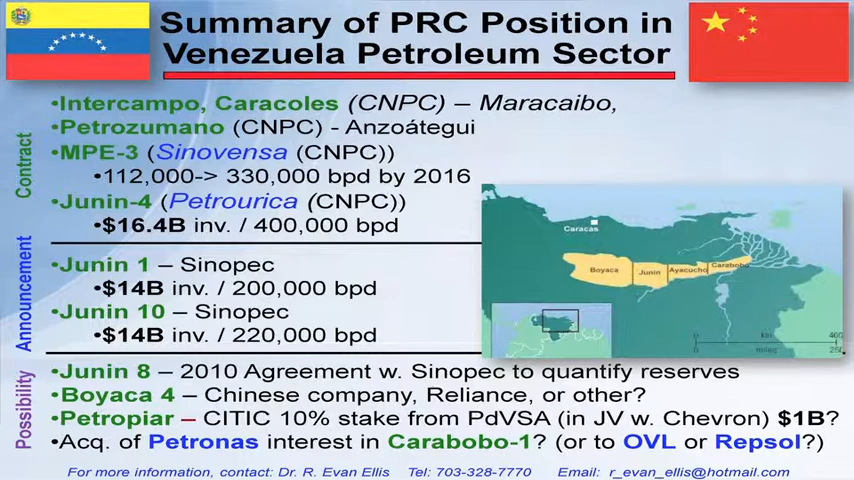 Summary of PRC Position in
Venezuela Petroleum Sector
Contract
•Intercampo, Caracoles (CNPC) – Maracaibo,
•Petrozumano (CNPC) - Anzoátegui
•MPE-3 (Sinovensa (CNPC))
•112,000-> 330,000 bpd by 2016
•Junin-4 (Petrourica (CNPC))
•$16.4B inv. / 400,000 bpd
Announcement
•Junin 1 – Sinopec
•$14B inv. / 200,000 bpd
•Junin 10 – Sinopec
•$14B inv. / 220,000 bpd
Caracas
Boyaca
Junin
Ayacucho
Carabobo
0 km 400
0 miles 250
Possibility
•Junin 8 – 2010 Agreement w. Sinopec to quantify reserves
•Boyaca 4 – Chinese company, Reliance, or other?
•Petropiar – CITIC 10% stake from PdVSA (in JV w. Chevron) $1B?
•Acq. of Petronas interest in Carabobo-1? (or to OVL or Repsol?)
For more information, contact: Dr. R. Evan Ellis Tel: 703-328-7770 Email: r_evan_ellis@hotmail.com